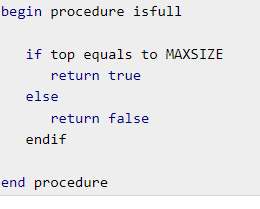 begin procedure isfull
if top equals to MAXSIZE
return true
else
return false
endif
end procedure